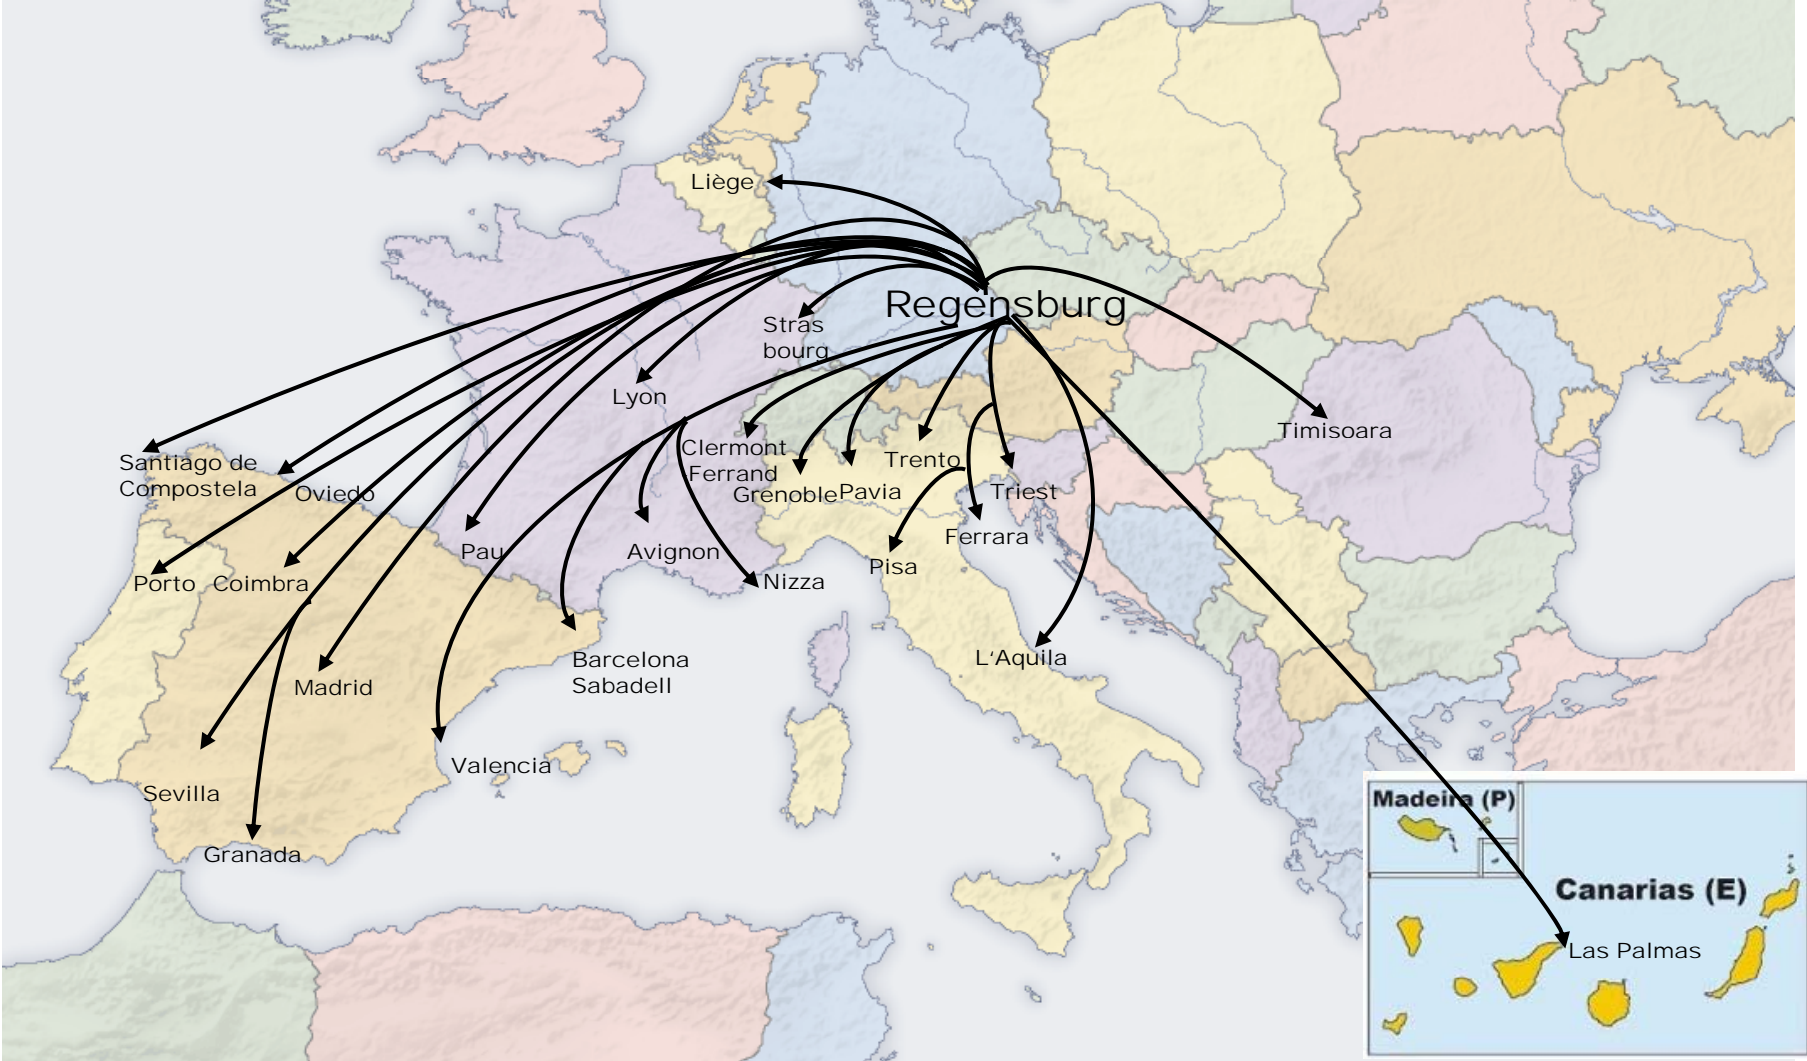 Liège
Regensburg
Stras
bourg
Lyon
Timisoara
Clermont
Ferrand
Trento
Santiago de
Compostela
Oviedo
Grenoble
Pavia
Triest
Ferrara
Pau
Avignon
Pisa
Porto
Coimbra
Nizza
L‘Aquila
Barcelona
Sabadell
Madrid
Valencia
Sevilla
Granada
Madeira (P)
Canarias (E)
Las Palmas